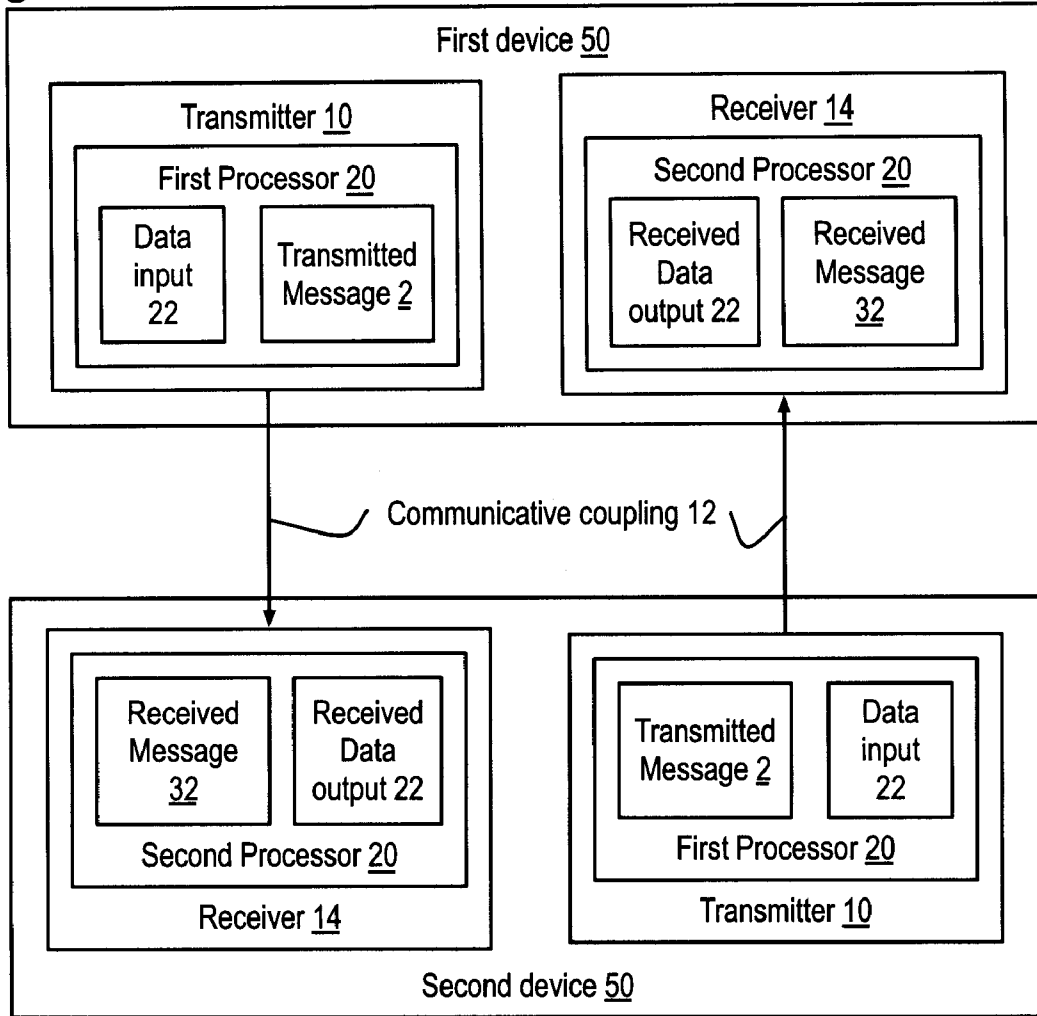 First device 50
Transmitter 10
First Processor 20
Data
input
22
Transmitted
Message 2
Receiver 14
Second Processor 20
Received
Data
output 22
Received
Message
32
Communicative coupling 12
Received
Message
32
Received
Data
output 22
Second Processor 20
Receiver 14
Transmitted
Message 2
Data
input
22
First Processor 20
Transmitter 10
Second device 50